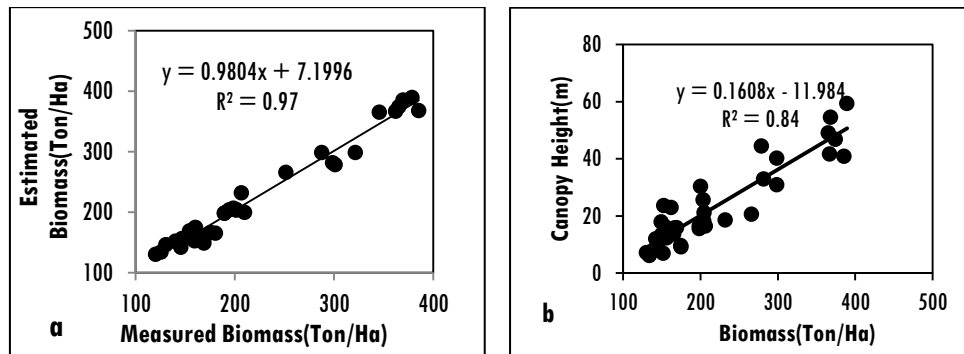 500
400
300
200
100
100
200
300
400
Estimated
Biomass(Ton/Ha)
y = 0.9804x + 7.1996
R² = 0.97
a
Measured Biomass(Ton/Ha)
80
60
40
20
0
100
200
300
400
500
Canopy Height(m)
y = 0.1608x - 11.984
R² = 0.84
b
Biomass(Ton/Ha)